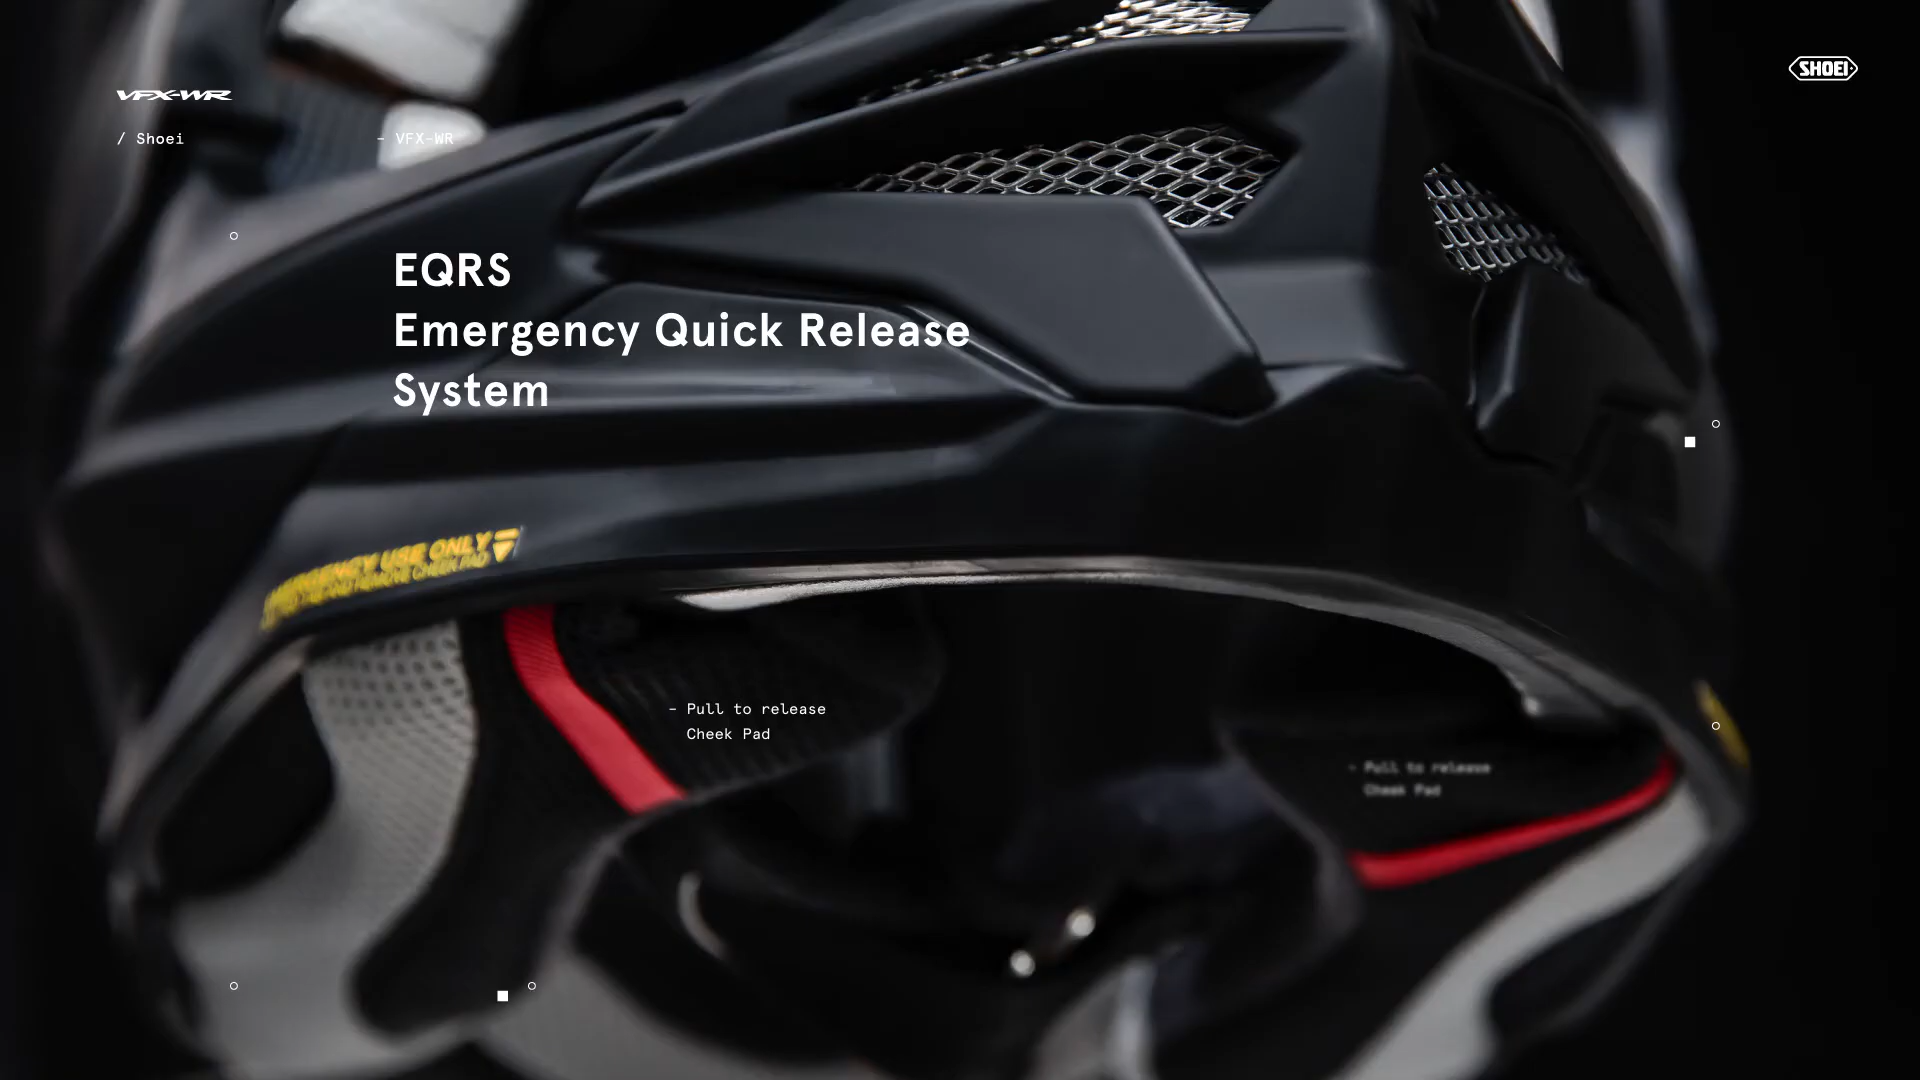 VFX-WR
SHOEI
/ Shoei
- VFX-WR
EQRS
Emergency Quick Release
System
EMERGENCY USE ONLY
- Pull to release
Cheek Pad
- Pull to release
Cheek Pad